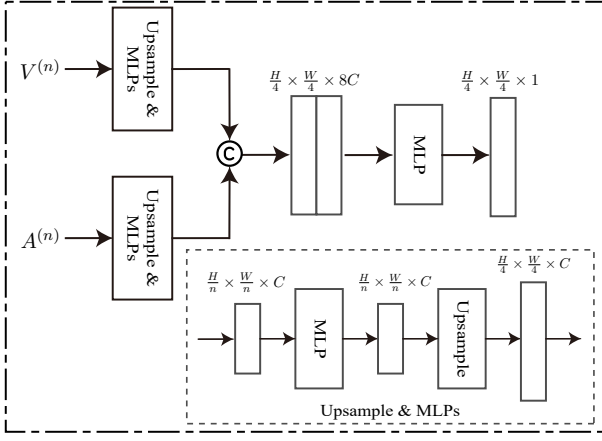 V^(n)
Upsample &
MLPs
A^(n)
Upsample &
MLPs
C
H/4 × W/4 × 8C
MLP
H/4 × W/4 × 1
H/n × W/n × C
MLP
H/n × W/n × C
Upsample
H/4 × W/4 × C
Upsample & MLPs